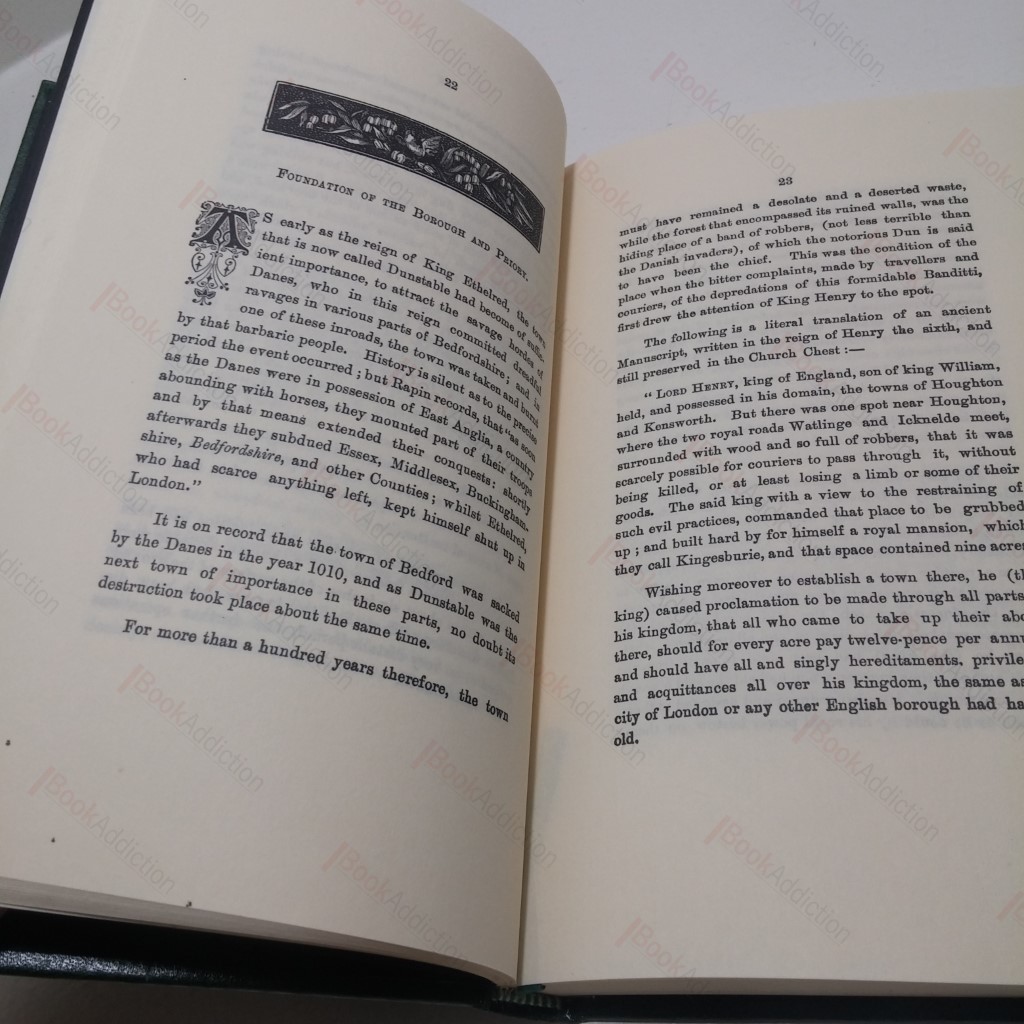 22
FOUNDATION OF THE BOROUGH AND PRIORY.
AS early as the reign of King Ethelred, the town
that is now called Dunstable had become of suffic-
ient importance, to attract the savage hordes of
Danes, who in this reign committed dreadful
ravages in various parts of Bedfordshire; and in
one of these inroads, the town was taken and burnt
by that barbaric people. History is silent as to the precise
period the event occurred; but Rapin records, that "as soon
as the Danes were in possession of East Anglia, a country
abounding with horses, they mounted part of their troops
and by that means extended their conquests: shortly
afterwards they subdued Essex, Middlesex, Buckingham-
shire, Bedfordshire, and other Counties; whilst Ethelred,
who had scarce anything left, kept himself shut up in
London."
It is on record that the town of Bedford was sacked
by the Danes in the year 1010, and as Dunstable was the
next town of importance in these parts, no doubt its
destruction took place about the same time.
For more than a hundred years therefore, the town
23
must have remained a desolate and a deserted waste,
while the forest that encompassed its ruined walls, was the
hiding place of a band of robbers, (not less terrible than
the Danish invaders), of which the notorious Dun is said
to have been the chief. This was the condition of the
place when the bitter complaints, made by travellers and
couriers, of the depredations of this formidable Banditti,
first drew the attention of King Henry to the spot.
The following is a literal translation of an ancient
Manuscript, written in the reign of Henry the sixth, and
still preserved in the Church Chest:—
"LORD HENRY, king of England, son of king William,
held, and possessed in his domain, the towns of Houghton
and Kensworth. But there was one spot near Houghton,
where the two royal roads Watlinge and Icknelde meet,
surrounded with wood and so full of robbers, that it was
scarcely possible for couriers to pass through it, without
being killed, or at least losing a limb or some of their
goods. The said king with a view to the restraining of
such evil practices, commanded that place to be grubbed
up; and built hard by for himself a royal mansion, which
they call Kingesburie, and that space contained nine acres
Wishing moreover to establish a town there, he (th
king) caused proclamation to be made through all parts
his kingdom, that all who came to take up their abo
there, should for every acre pay twelve-pence per annu
and should have all and singly hereditaments, privile
and acquittances all over his kingdom, the same as
city of London or any other English borough had ha
old.